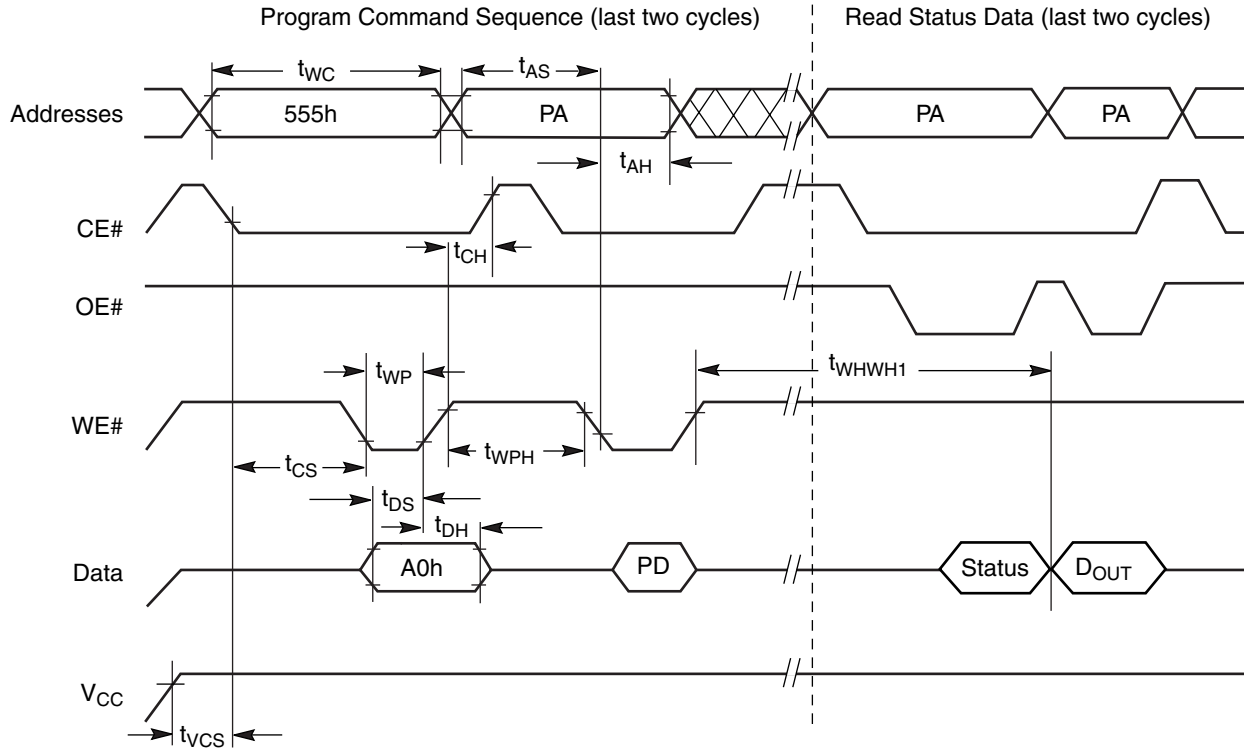 Program Command Sequence (last two cycles)
Read Status Data (last two cycles)
tWC
tAS
Addresses
555h
PA
PA
PA
tAH
CE#
tCH
OE#
tWP
tWHWH1
WE#
tCS
tWPH
tDS
tDH
Data
A0h
PD
Status
DOUT
VCC
tVCS